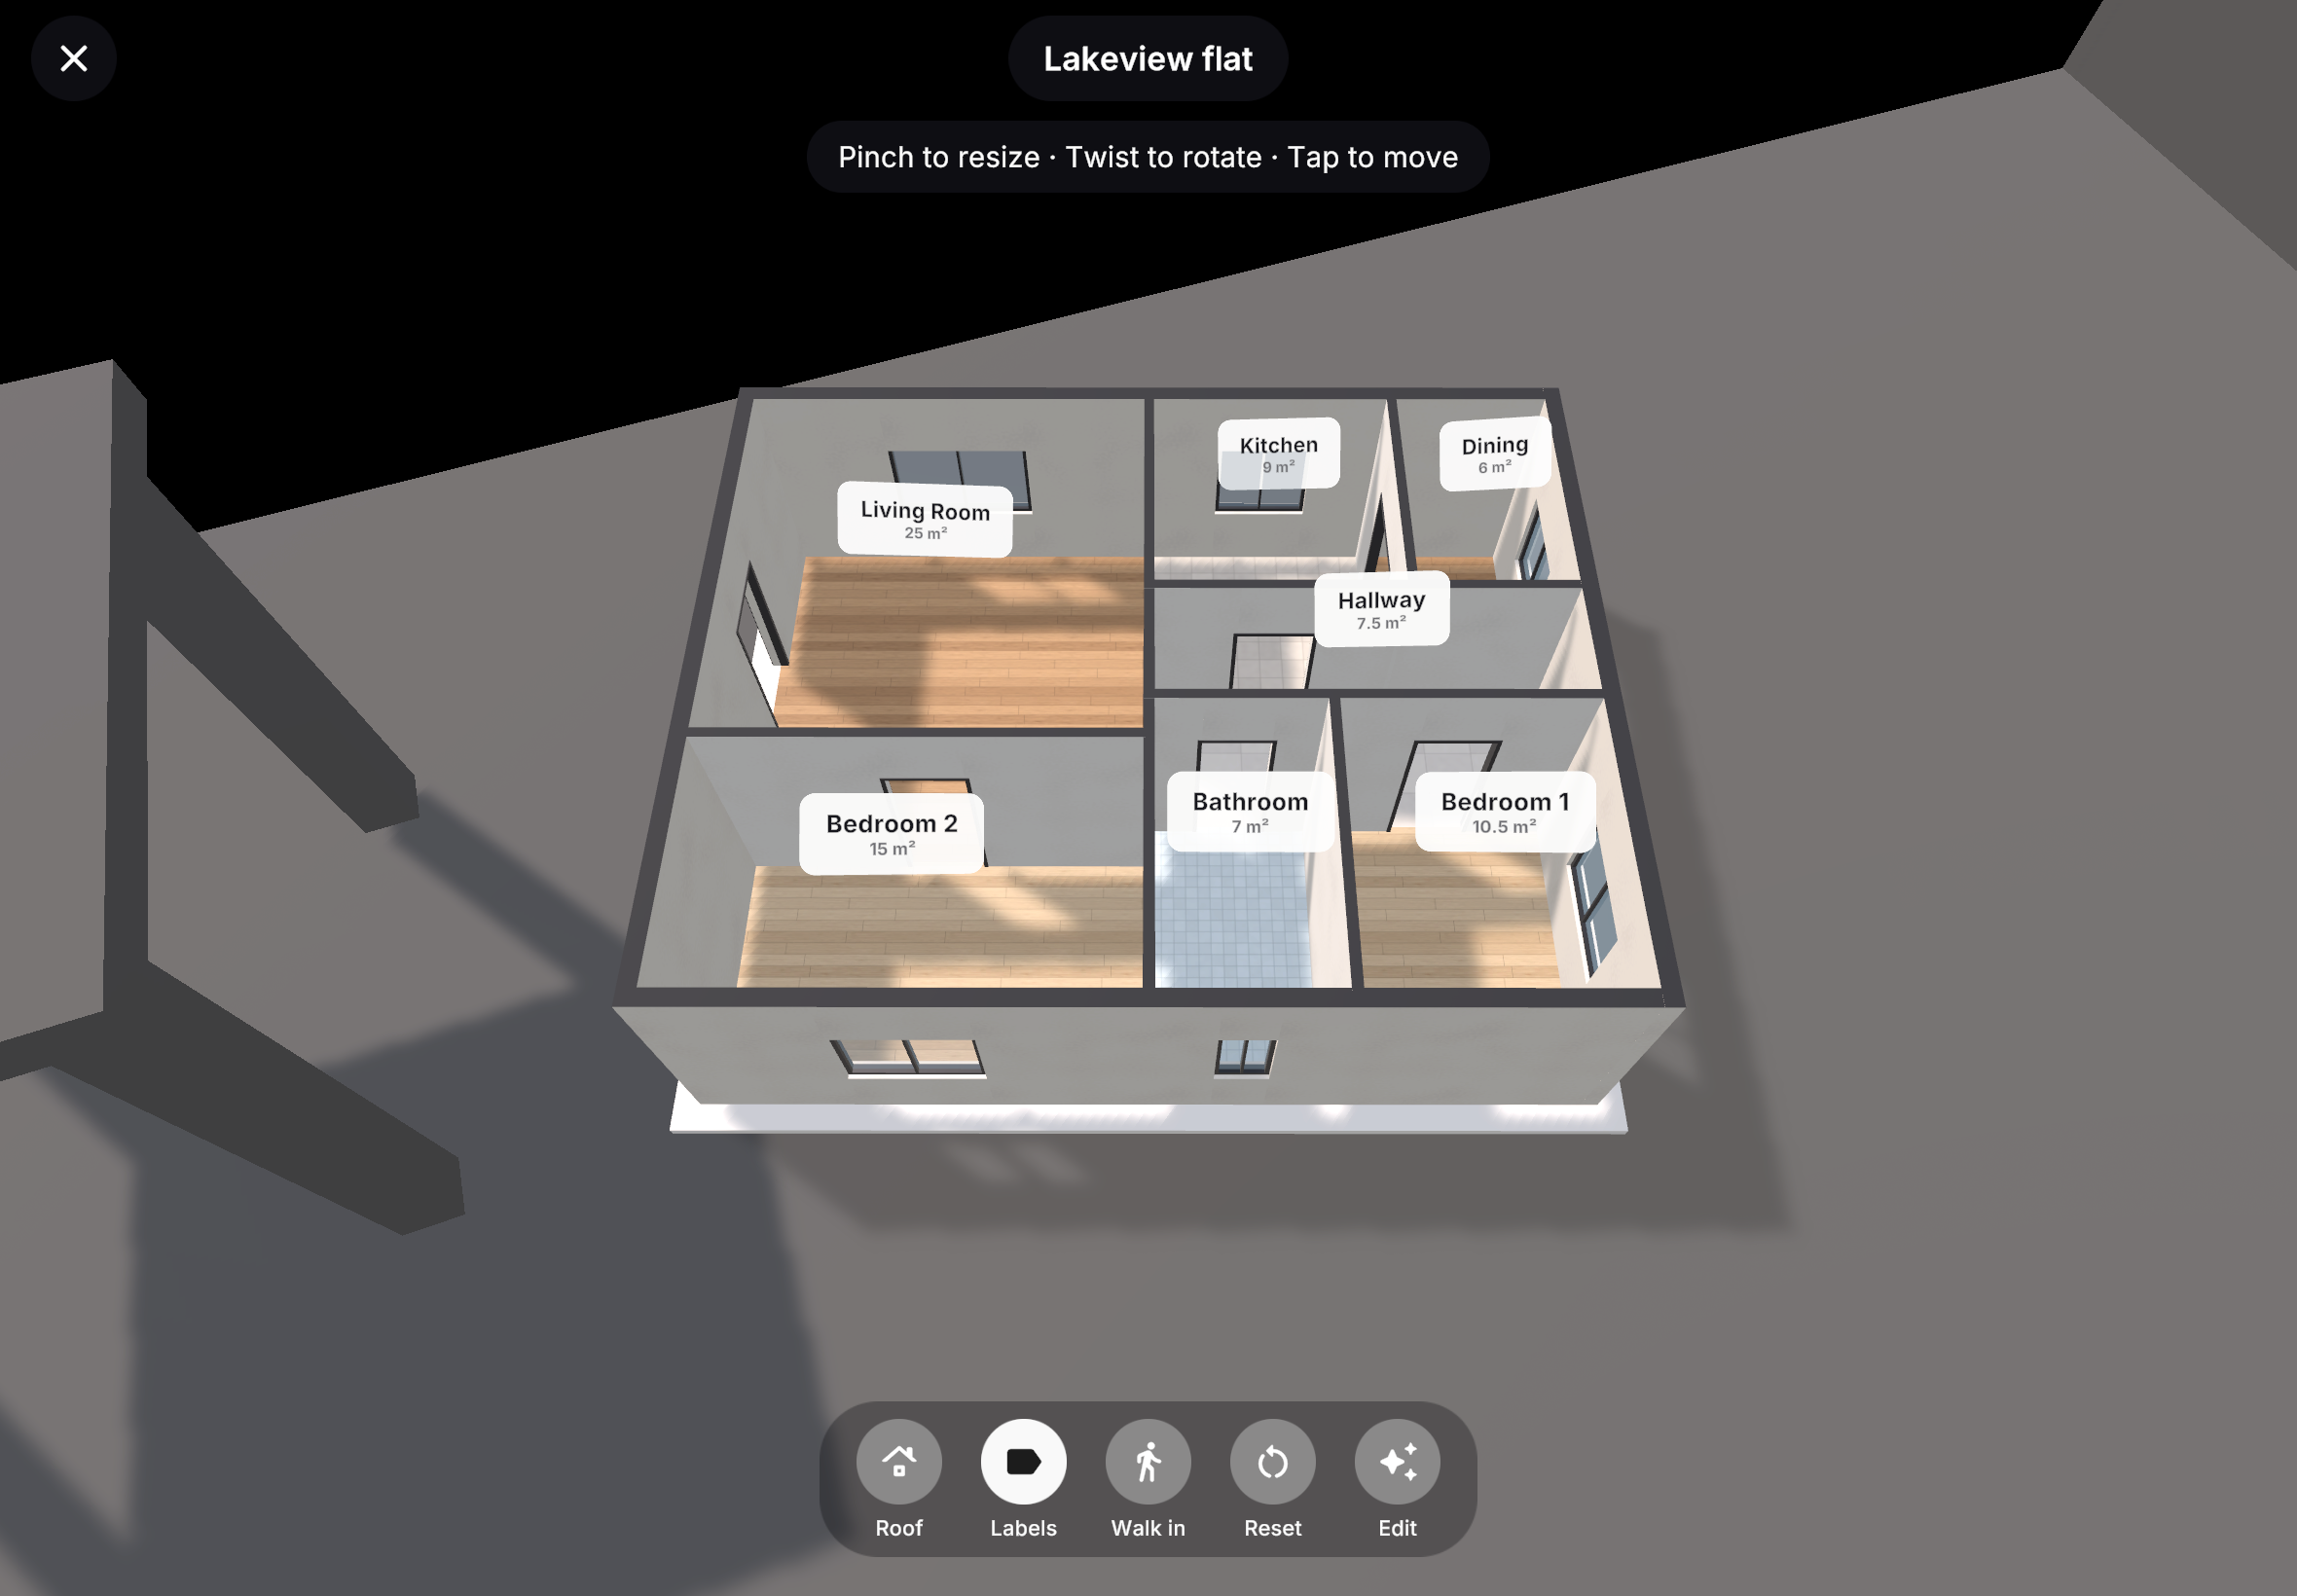 Lakeview flat
Pinch to resize · Twist to rotate · Tap to move
Kitchen
9 m²
Dining
6 m²
Living Room
25 m²
Hallway
7.5 m²
Bedroom 2
15 m²
Bathroom
7 m²
Bedroom 1
10.5 m²
Roof
Labels
Walk in
Reset
Edit